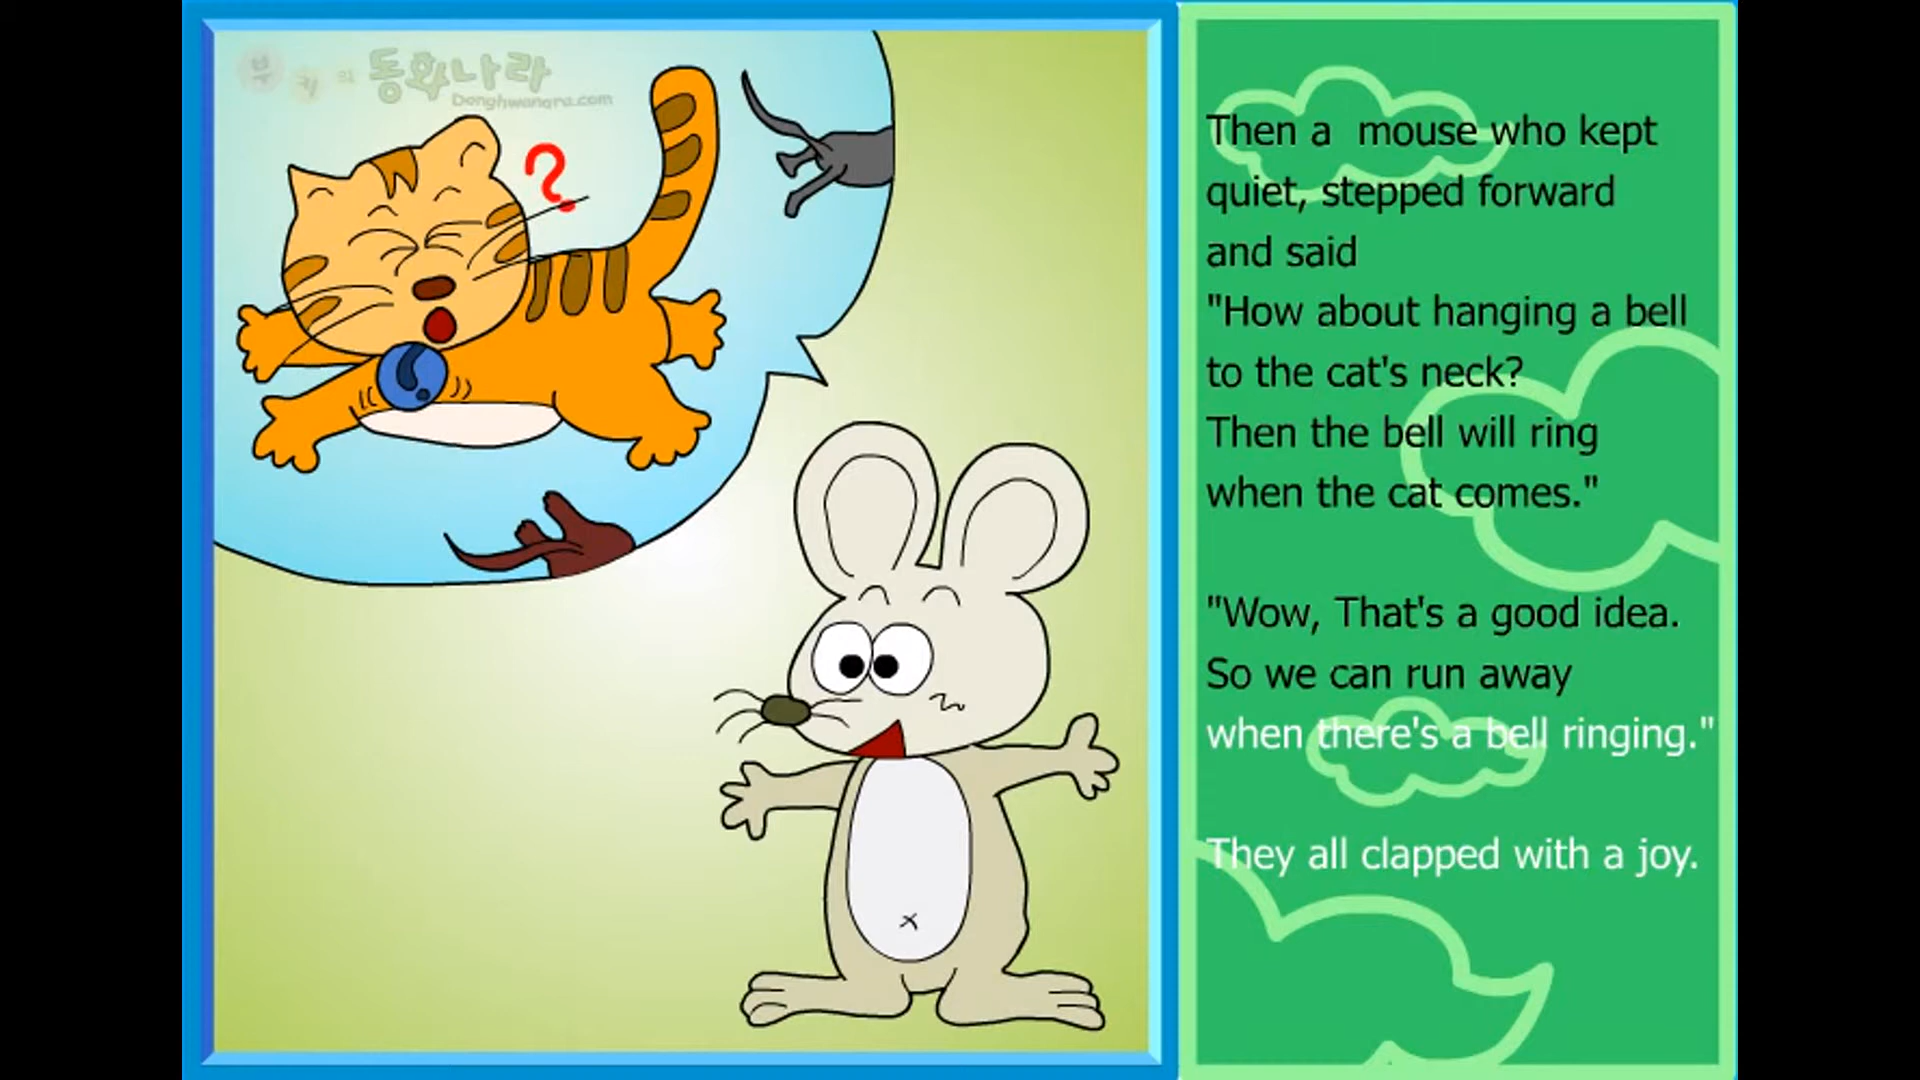 부키의 동화나라
Donghwanara.com
?
Then a mouse who kept
quiet, stepped forward
and said
"How about hanging a bell
to the cat's neck?
Then the bell will ring
when the cat comes."
"Wow, That's a good idea.
So we can run away
when there's a bell ringing."
They all clapped with a joy.